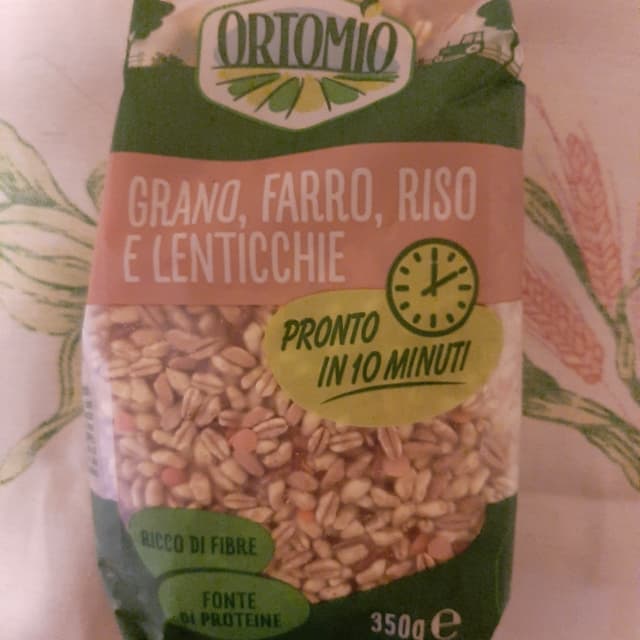 ORTOMIO
GRANO, FARRO, RISO
E LENTICCHIE
PRONTO
IN 10 MINUTI
RICCO DI FIBRE
FONTE
DI PROTEINE
350g e